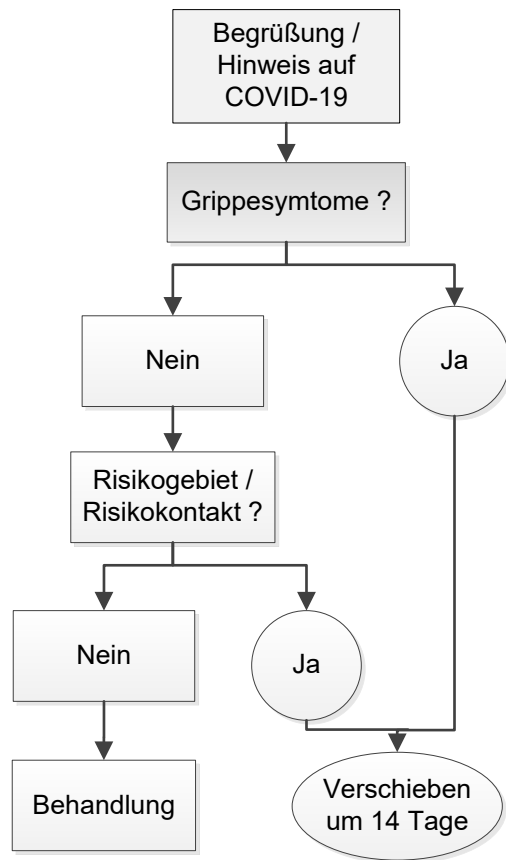 Begrüßung /
Hinweis auf
COVID-19
Grippesymtome ?
Nein
Ja
Risikogebiet /
Risikokontakt ?
Nein
Ja
Behandlung
Verschieben
um 14 Tage